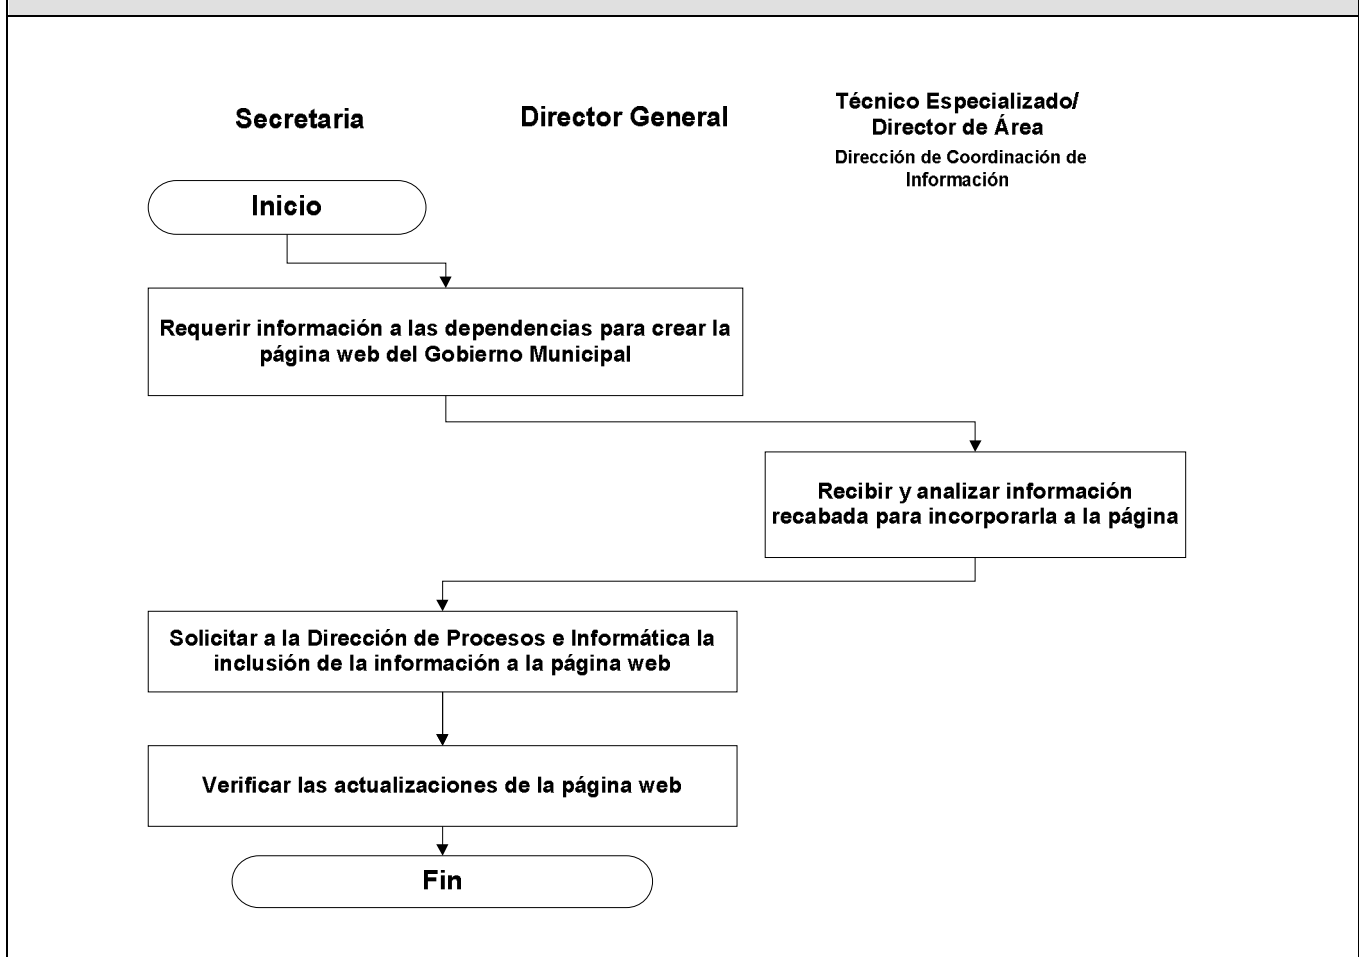 Secretaria
Director General
Técnico Especializado/
Director de Área
Dirección de Coordinación de
Información
Inicio
Requerir información a las dependencias para crear la
página web del Gobierno Municipal
Recibir y analizar información
recabada para incorporarla a la página
Solicitar a la Dirección de Procesos e Informática la
inclusión de la información a la página web
Verificar las actualizaciones de la página web
Fin